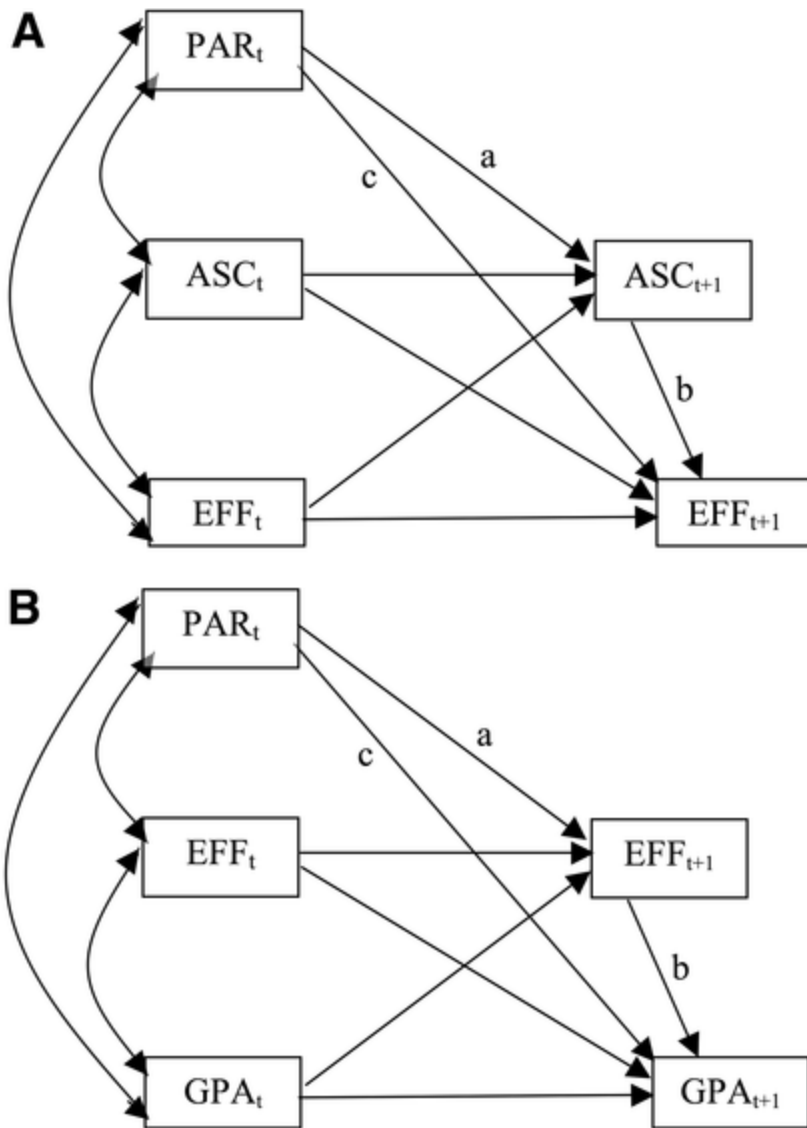 A
PARₜ
a
c
ASCₜ
ASCₜ₊₁
b
EFFₜ
EFFₜ₊₁
B
PARₜ
a
c
EFFₜ
EFFₜ₊₁
b
GPAₜ
GPAₜ₊₁